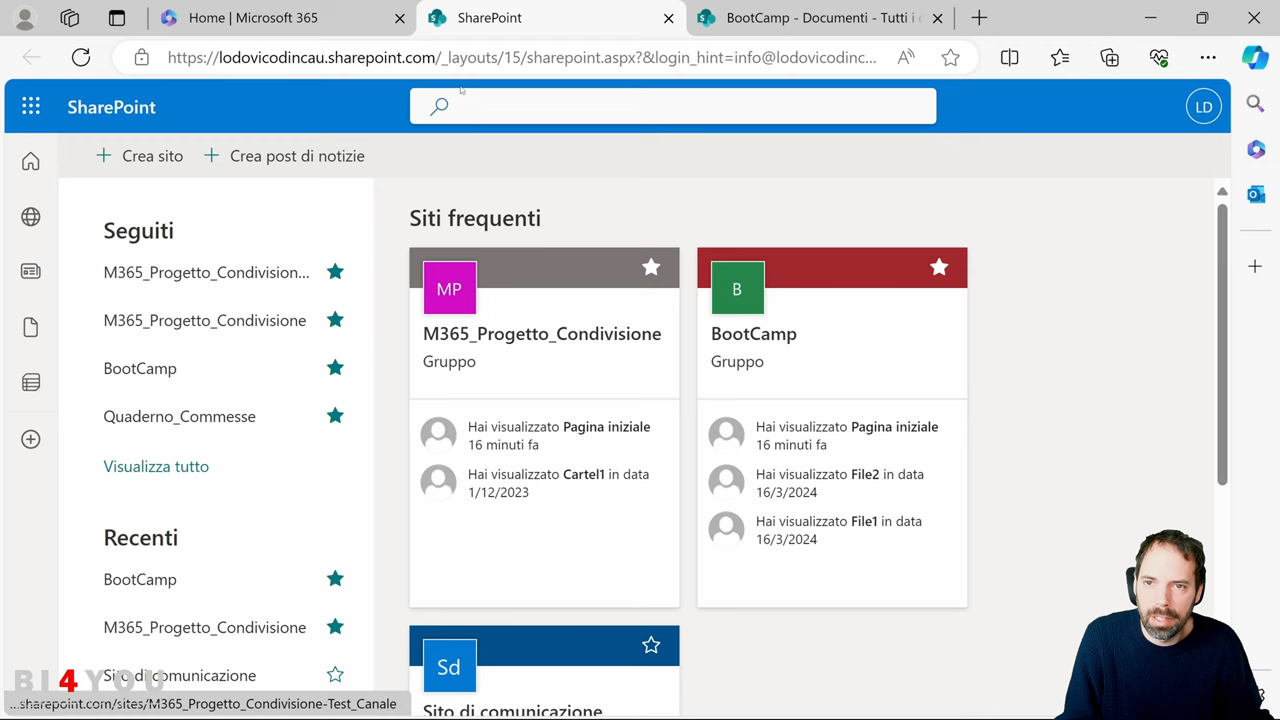 Home | Microsoft 365
SharePoint
BootCamp - Documenti - Tutti i
https://lodovicodincau.sharepoint.com/_layouts/15/sharepoint.aspx?&login_hint=info@lodovicodinc...
SharePoint
LD
Crea sito
Crea post di notizie
Seguiti
M365_Progetto_Condivision...
M365_Progetto_Condivisione
BootCamp
Quaderno_Commesse
Visualizza tutto
Recenti
BootCamp
M365_Progetto_Condivisione
Sito di comunicazione
Siti frequenti
MP
M365_Progetto_Condivisione
Gruppo
Hai visualizzato Pagina iniziale
16 minuti fa
Hai visualizzato Cartel1 in data
1/12/2023
B
BootCamp
Gruppo
Hai visualizzato Pagina iniziale
16 minuti fa
Hai visualizzato File2 in data
16/3/2024
Hai visualizzato File1 in data
16/3/2024
Sd
Sito di comunicazione
BI4YOU
...sharepoint.com/sites/M365_Progetto_Condivisione-Test_Canale